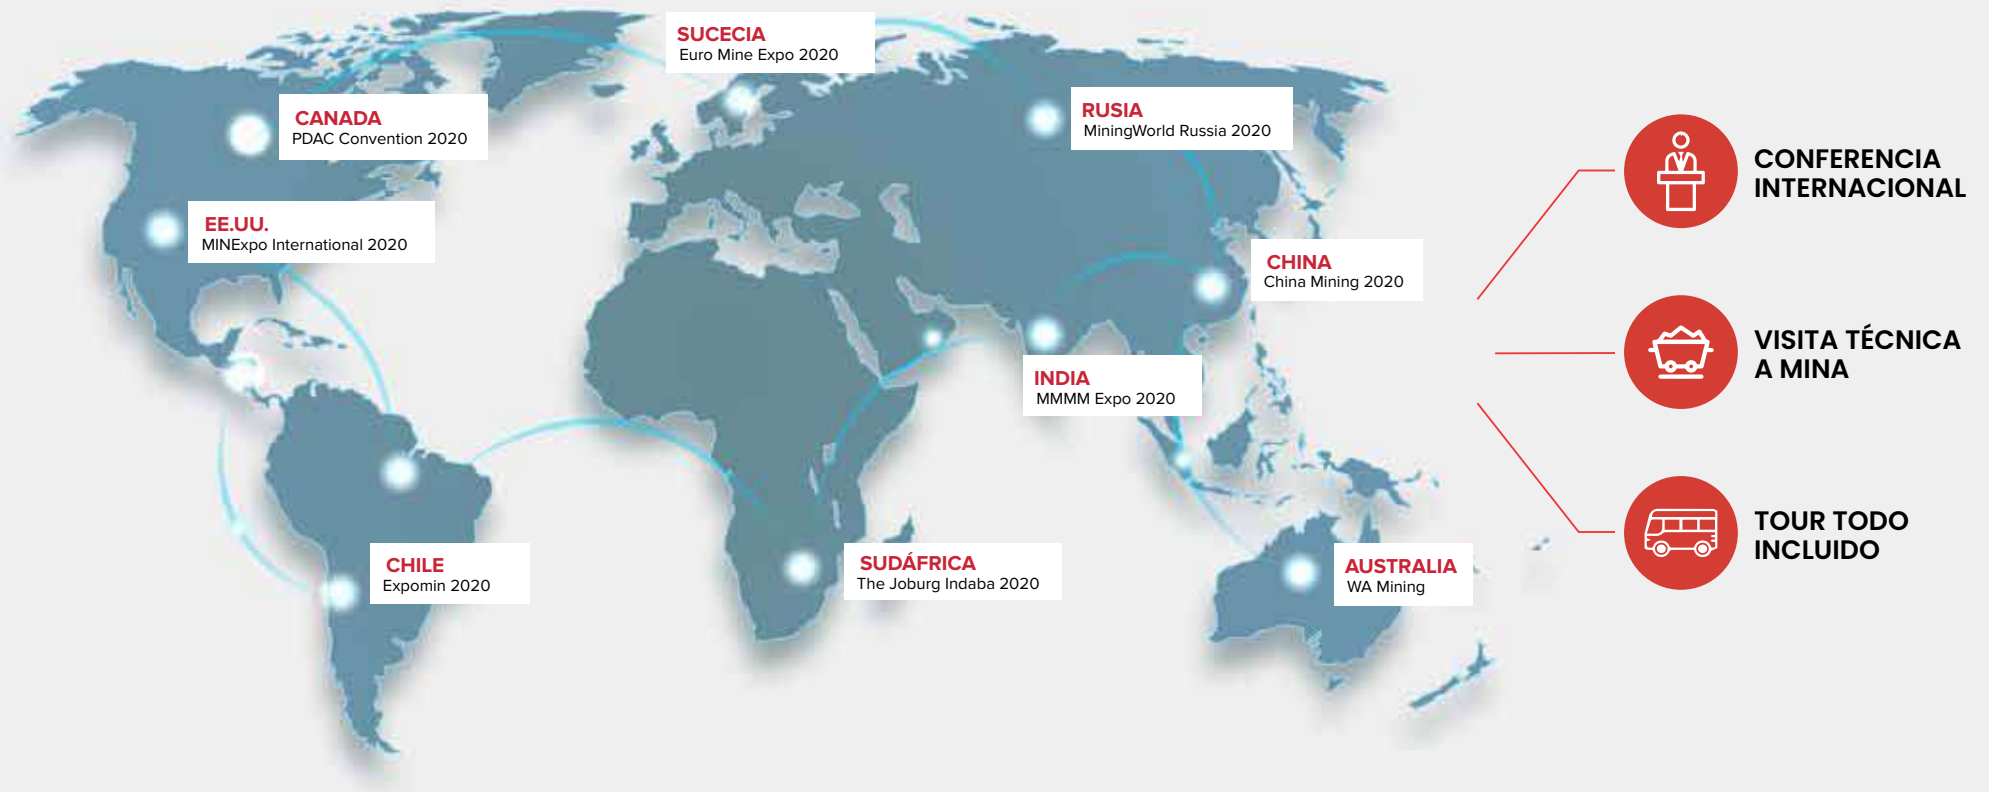 SUCECIA
Euro Mine Expo 2020
CANADA
PDAC Convention 2020
RUSIA
MiningWorld Russia 2020
EE.UU.
MINExpo International 2020
CHINA
China Mining 2020
INDIA
MMMM Expo 2020
CHILE
Expomin 2020
SUDÁFRICA
The Joburg Indaba 2020
AUSTRALIA
WA Mining
CONFERENCIA
INTERNACIONAL
VISITA TÉCNICA
A MINA
TOUR TODO
INCLUIDO